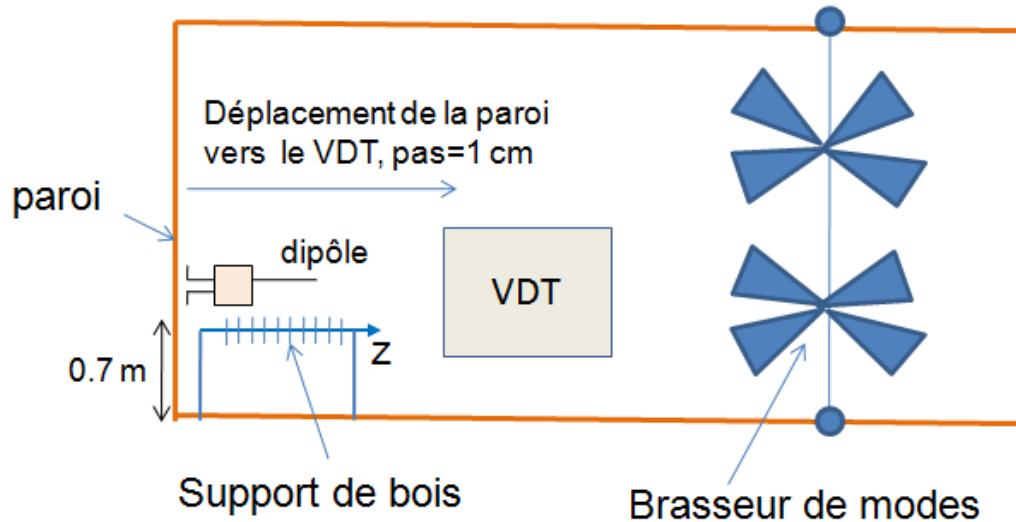 Déplacement de la paroi
vers le VDT, pas=1 cm
paroi
dipôle
VDT
0.7 m
Z
Support de bois
Brasseur de modes